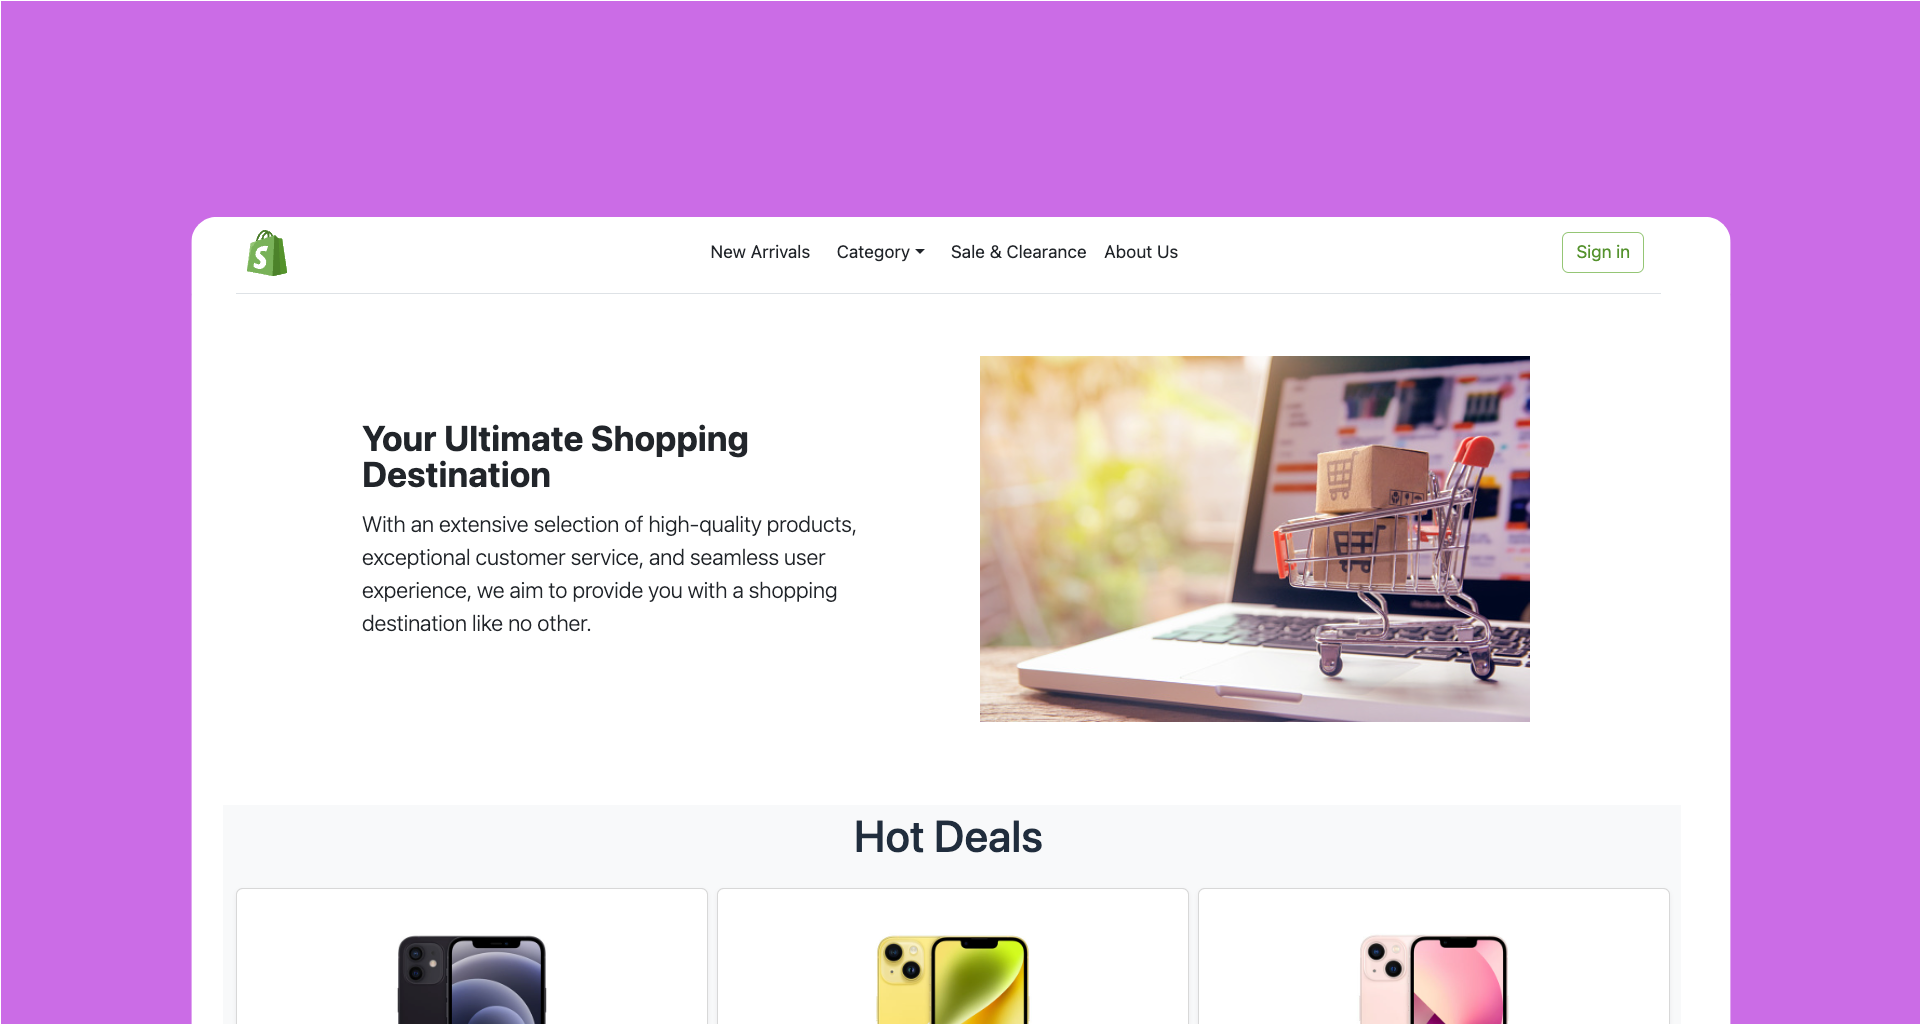 S
New Arrivals Category Sale & Clearance About Us Sign in
Your Ultimate Shopping
Destination
With an extensive selection of high-quality products,
exceptional customer service, and seamless user
experience, we aim to provide you with a shopping
destination like no other.
Hot Deals